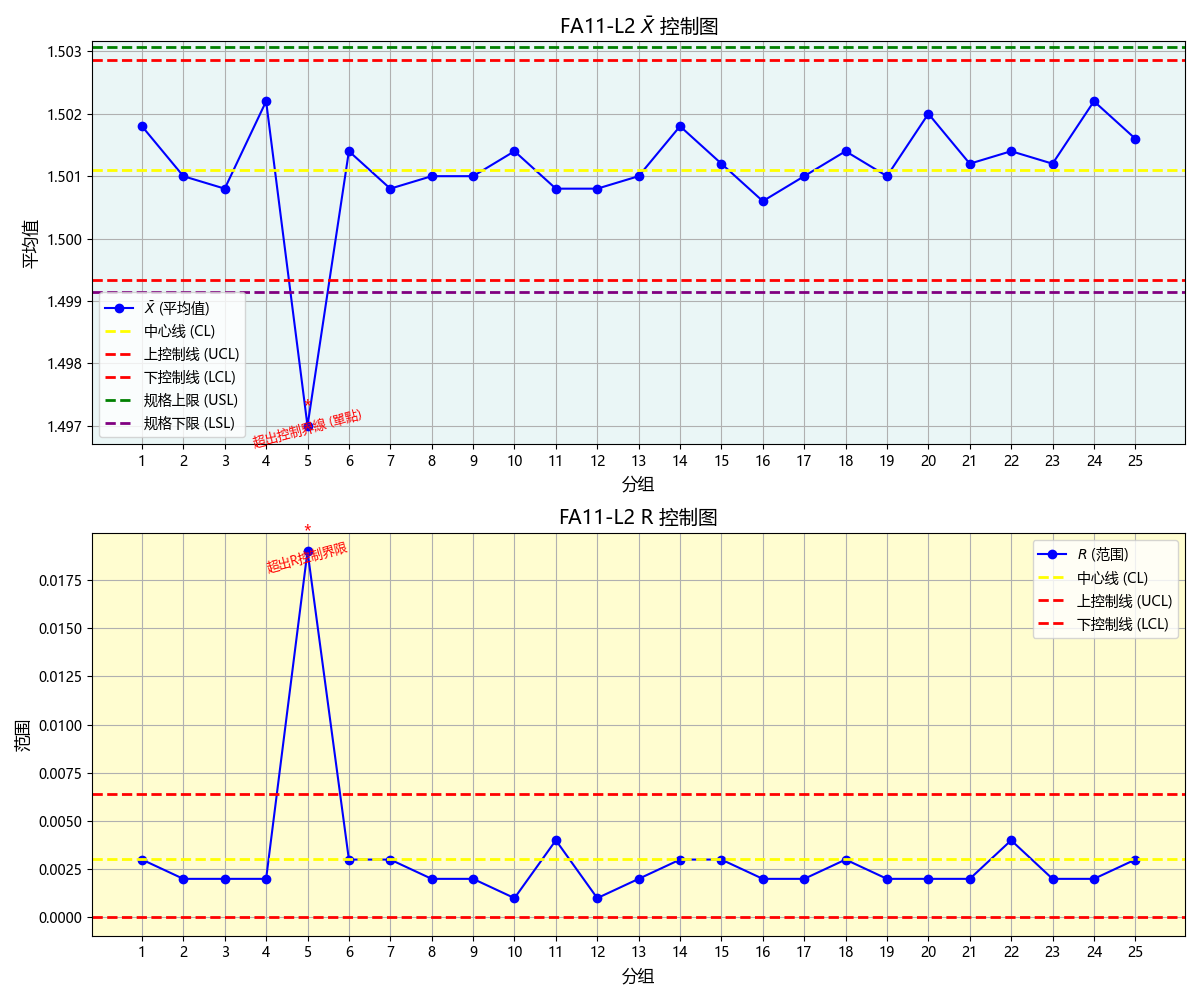 FA11-L2 X̄ 控制图
1.503
1.502
1.501
1.500
1.499
1.498
1.497
平均值
X̄ (平均值)
中心线 (CL)
上控制线 (UCL)
下控制线 (LCL)
规格上限 (USL)
规格下限 (LSL)
*
超出控制界線 (單點)
1 2 3 4 5 6 7 8 9 10 11 12 13 14 15 16 17 18 19 20 21 22 23 24 25
分组
FA11-L2 R 控制图
*
超出R控制界限
R (范围)
中心线 (CL)
上控制线 (UCL)
下控制线 (LCL)
0.0175
0.0150
0.0125
0.0100
0.0075
0.0050
0.0025
0.0000
范围
1 2 3 4 5 6 7 8 9 10 11 12 13 14 15 16 17 18 19 20 21 22 23 24 25
分组